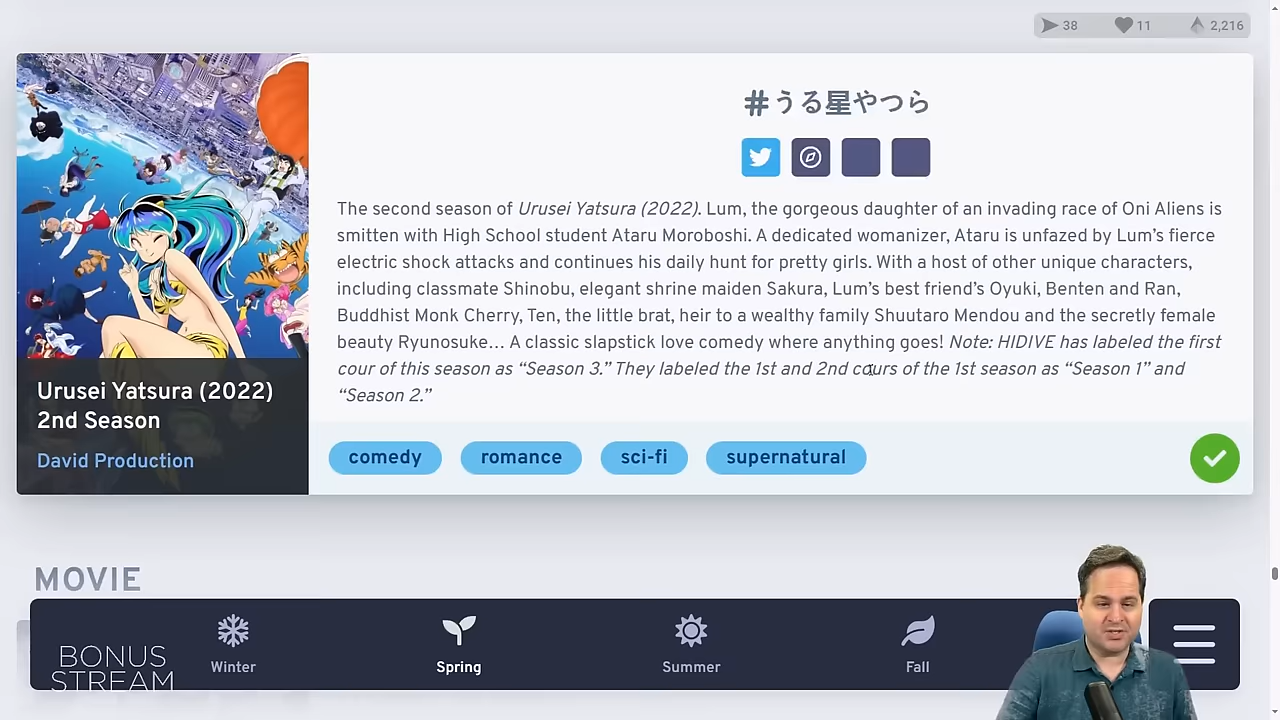 38 11 2,216
#うる星やつら
The second season of Urusei Yatsura (2022). Lum, the gorgeous daughter of an invading race of Oni Aliens is
smitten with High School student Ataru Moroboshi. A dedicated womanizer, Ataru is unfazed by Lum’s fierce
electric shock attacks and continues his daily hunt for pretty girls. With a host of other unique characters,
including classmate Shinobu, elegant shrine maiden Sakura, Lum’s best friend’s Oyuki, Benten and Ran,
Buddhist Monk Cherry, Ten, the little brat, heir to a wealthy family Shuutaro Mendou and the secretly female
beauty Ryunosuke… A classic slapstick love comedy where anything goes! Note: HIDIVE has labeled the first
cour of this season as “Season 3.” They labeled the 1st and 2nd cours of the 1st season as “Season 1” and
“Season 2.”
Urusei Yatsura (2022)
2nd Season
David Production
comedy romance sci-fi supernatural
MOVIE
BONUS
STREAM
Winter Spring Summer Fall